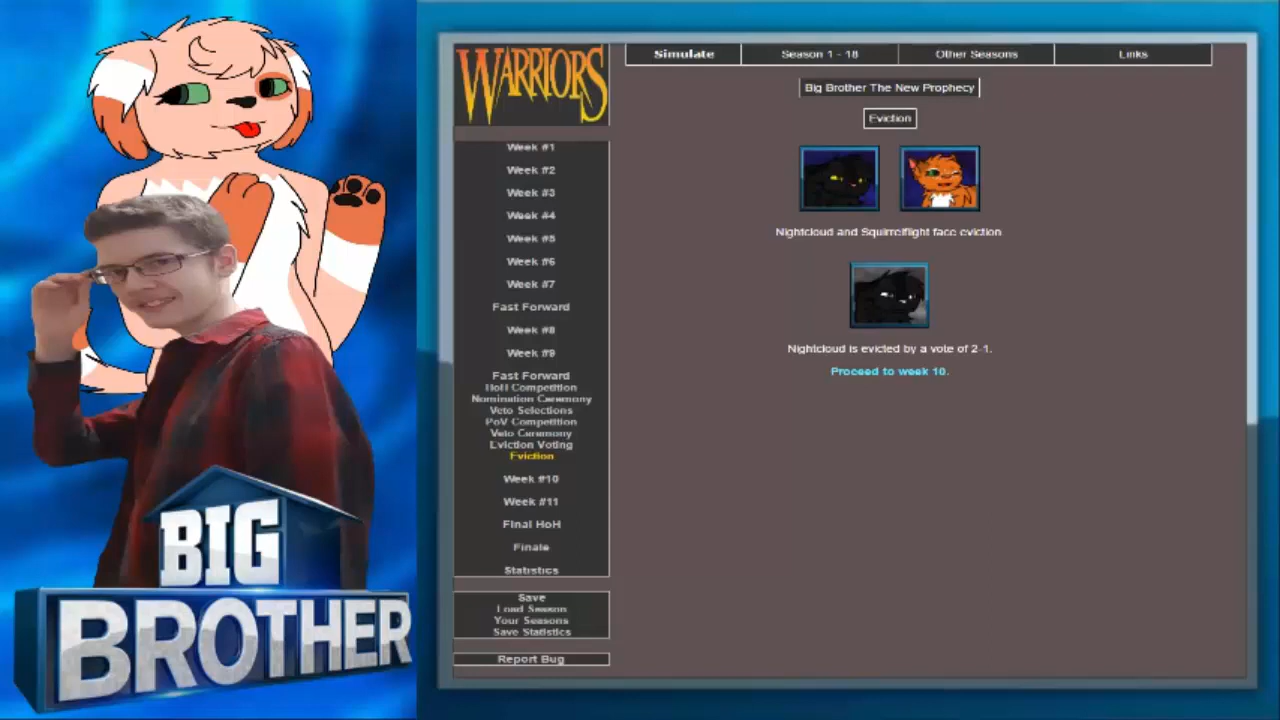 BIG
BROTHER
WARRIORS
Week #1
Week #2
Week #3
Week #4
Week #5
Week #6
Week #7
Fast Forward
Week #8
Week #9
Fast Forward
HoH Competition
Nomination Ceremony
Veto Selections
PoV Competition
Veto Ceremony
Eviction Voting
Eviction
Week #10
Week #11
Final HoH
Finale
Statistics
Save
Load Season
Your Seasons
Save Statistics
Report Bug
Simulate
Season 1 - 18
Other Seasons
Links
Big Brother The New Prophecy
Eviction
Nightcloud and Squirrelflight face eviction
Nightcloud is evicted by a vote of 2-1.
Proceed to week 10.